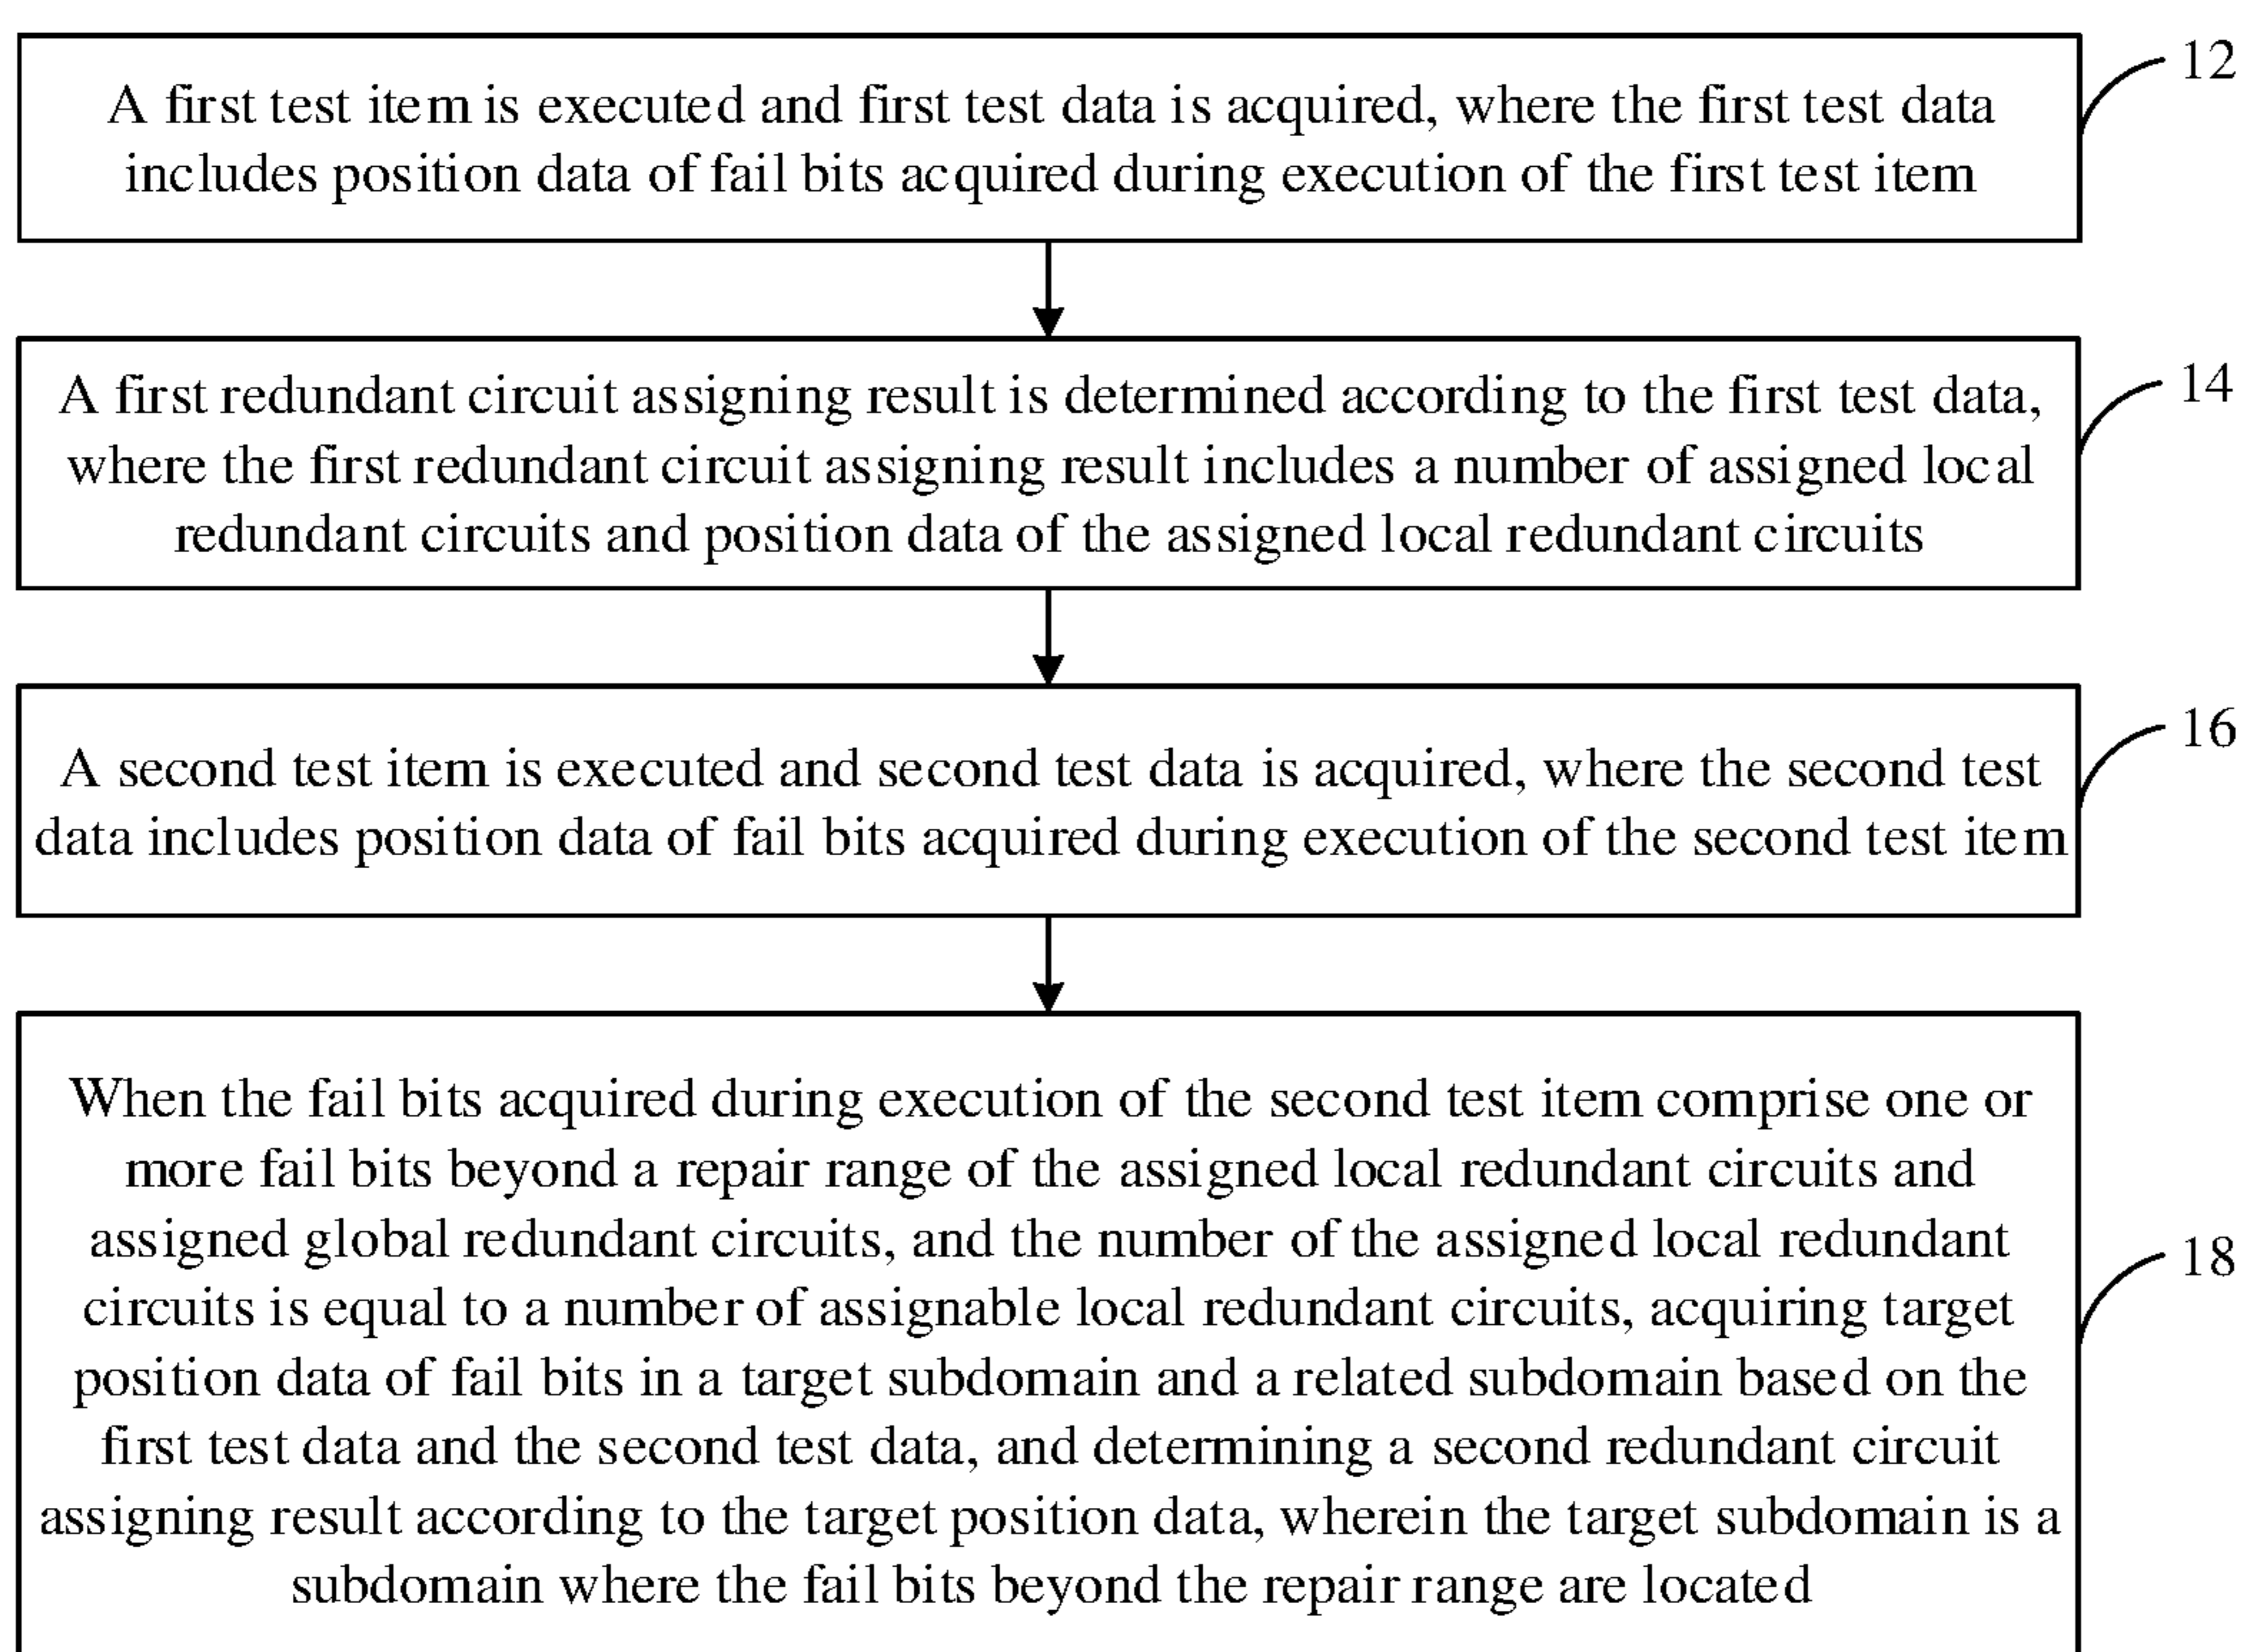 12
A first test item is executed and first test data is acquired, where the first test data
includes position data of fail bits acquired during execution of the first test item
14
A first redundant circuit assigning result is determined according to the first test data,
where the first redundant circuit assigning result includes a number of assigned local
redundant circuits and position data of the assigned local redundant circuits
16
A second test item is executed and second test data is acquired, where the second test
data includes position data of fail bits acquired during execution of the second test item
When the fail bits acquired during execution of the second test item comprise one or
more fail bits beyond a repair range of the assigned local redundant circuits and
assigned global redundant circuits, and the number of the assigned local redundant
18
circuits is equal to a number of assignable local redundant circuits, acquiring target
position data of fail bits in a target subdomain and a related subdomain based on the
first test data and the second test data, and determining a second redundant circuit
assigning result according to the target position data, wherein the target subdomain is a
subdomain where the fail bits beyond the repair range are located